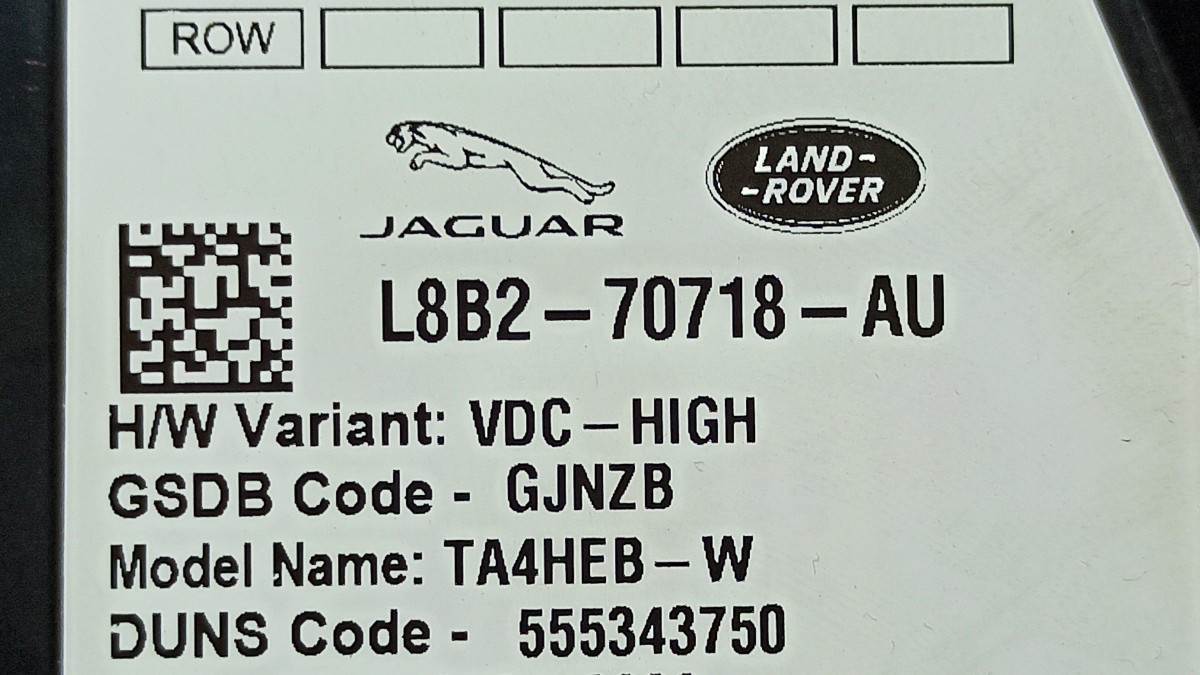 ROW
LAND-
-ROVER
JAGUAR
L8B2-70718-AU
H/W Variant: VDC-HIGH
GSDB Code - GJNZB
Model Name: TA4HEB-W
DUNS Code - 555343750